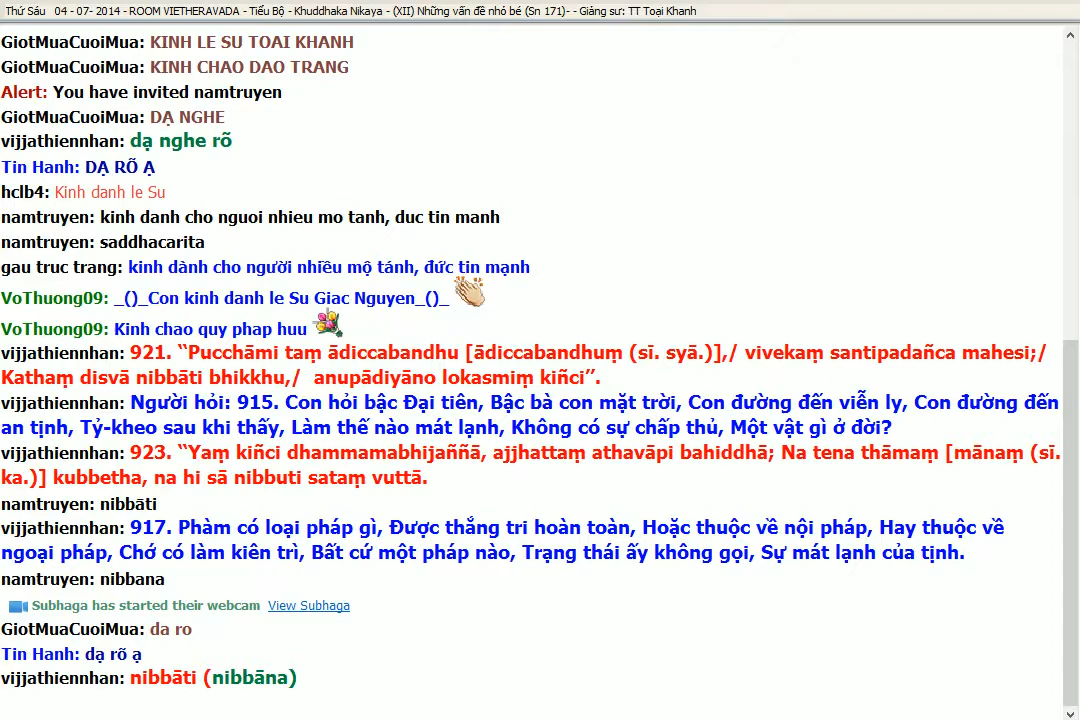 Thứ Sáu 04 - 07- 2014 - ROOM VIETHERAVADA - Tiểu Bộ - Khuddhaka Nikaya - (XII) Những vấn đề nhỏ bé (Sn 171)- - Giảng sư: TT Toại Khanh
GiotMuaCuoiMua: KINH LE SU TOAI KHANH
GiotMuaCuoiMua: KINH CHAO DAO TRANG
Alert: You have invited namtruyen
GiotMuaCuoiMua: DẠ NGHE
vijjathiennhan: dạ nghe rõ
Tin Hanh: DẠ RÕ Ạ
hclb4: Kinh danh le Su
namtruyen: kinh danh cho nguoi nhieu mo tanh, duc tin manh
namtruyen: saddhacarita
gau truc trang: kinh dành cho người nhiều mộ tánh, đức tin mạnh
VoThuong09: _()_Con kinh danh le Su Giac Nguyen_()_
VoThuong09: Kinh chao quy phap huu
vijjathiennhan: 921. “Pucchāmi taṃ ādiccabandhu [ādiccabandhuṃ (sī. syā.)],/ vivekaṃ santipadañca mahesi;/
Kathaṃ disvā nibbāti bhikkhu,/ anupādiyāno lokasmiṃ kiñci”.
vijjathiennhan: Người hỏi: 915. Con hỏi bậc Đại tiên, Bậc bà con mặt trời, Con đường đến viễn ly, Con đường đến
an tịnh, Tỷ-kheo sau khi thấy, Làm thế nào mát lạnh, Không có sự chấp thủ, Một vật gì ở đời?
vijjathiennhan: 923. “Yaṃ kiñci dhammamabhijaññā, ajjhattaṃ athavāpi bahiddhā; Na tena thāmaṃ [mānaṃ (sī.
ka.)] kubbetha, na hi sā nibbuti sataṃ vuttā.
namtruyen: nibbāti
vijjathiennhan: 917. Phàm có loại pháp gì, Được thắng tri hoàn toàn, Hoặc thuộc về nội pháp, Hay thuộc về
ngoại pháp, Chớ có làm kiên trì, Bất cứ một pháp nào, Trạng thái ấy không gọi, Sự mát lạnh của tịnh.
namtruyen: nibbana
Subhaga has started their webcam View Subhaga
GiotMuaCuoiMua: da ro
Tin Hanh: dạ rõ ạ
vijjathiennhan: nibbāti (nibbāna)